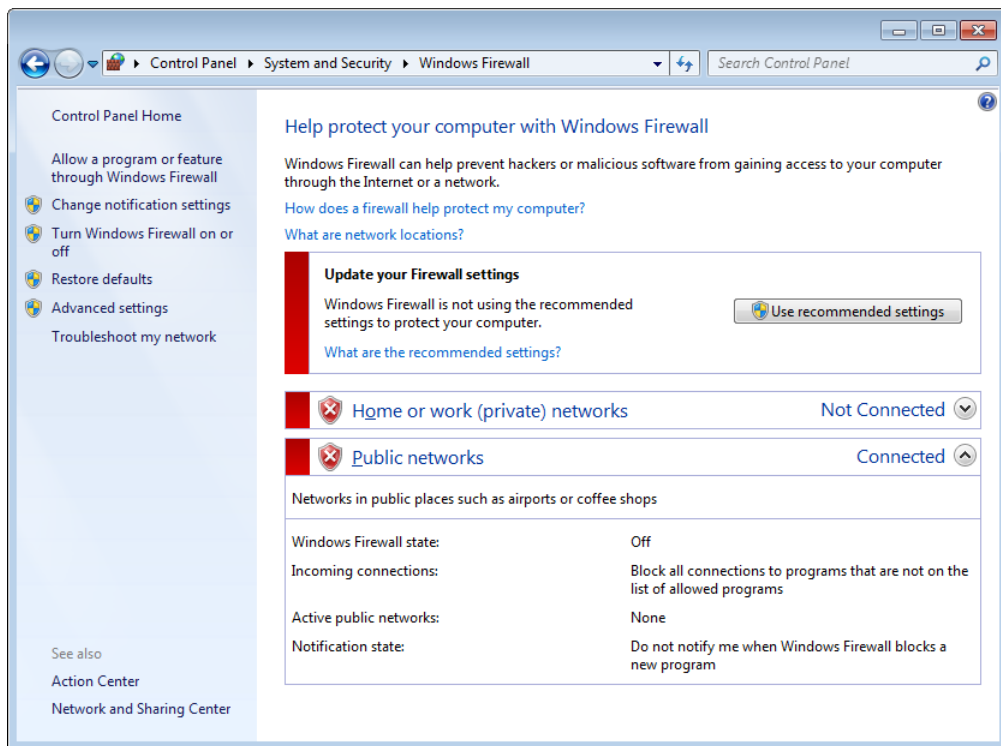 Control Panel ▸ System and Security ▸ Windows Firewall
Search Control Panel
Control Panel Home
Allow a program or feature
through Windows Firewall
Change notification settings
Turn Windows Firewall on or
off
Restore defaults
Advanced settings
Troubleshoot my network
See also
Action Center
Network and Sharing Center
Help protect your computer with Windows Firewall
Windows Firewall can help prevent hackers or malicious software from gaining access to your computer
through the Internet or a network.
How does a firewall help protect my computer?
What are network locations?
Update your Firewall settings
Windows Firewall is not using the recommended
settings to protect your computer.
Use recommended settings
What are the recommended settings?
Home or work (private) networks Not Connected
Public networks Connected
Networks in public places such as airports or coffee shops
Windows Firewall state: Off
Incoming connections: Block all connections to programs that are not on the
list of allowed programs
Active public networks: None
Notification state: Do not notify me when Windows Firewall blocks a
new program